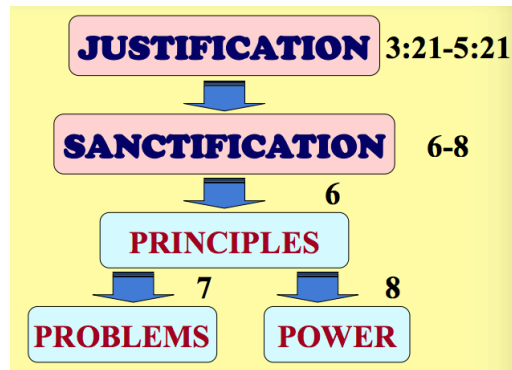 JUSTIFICATION 3:21-5:21
SANCTIFICATION 6-8
6
PRINCIPLES
7 8
PROBLEMS POWER